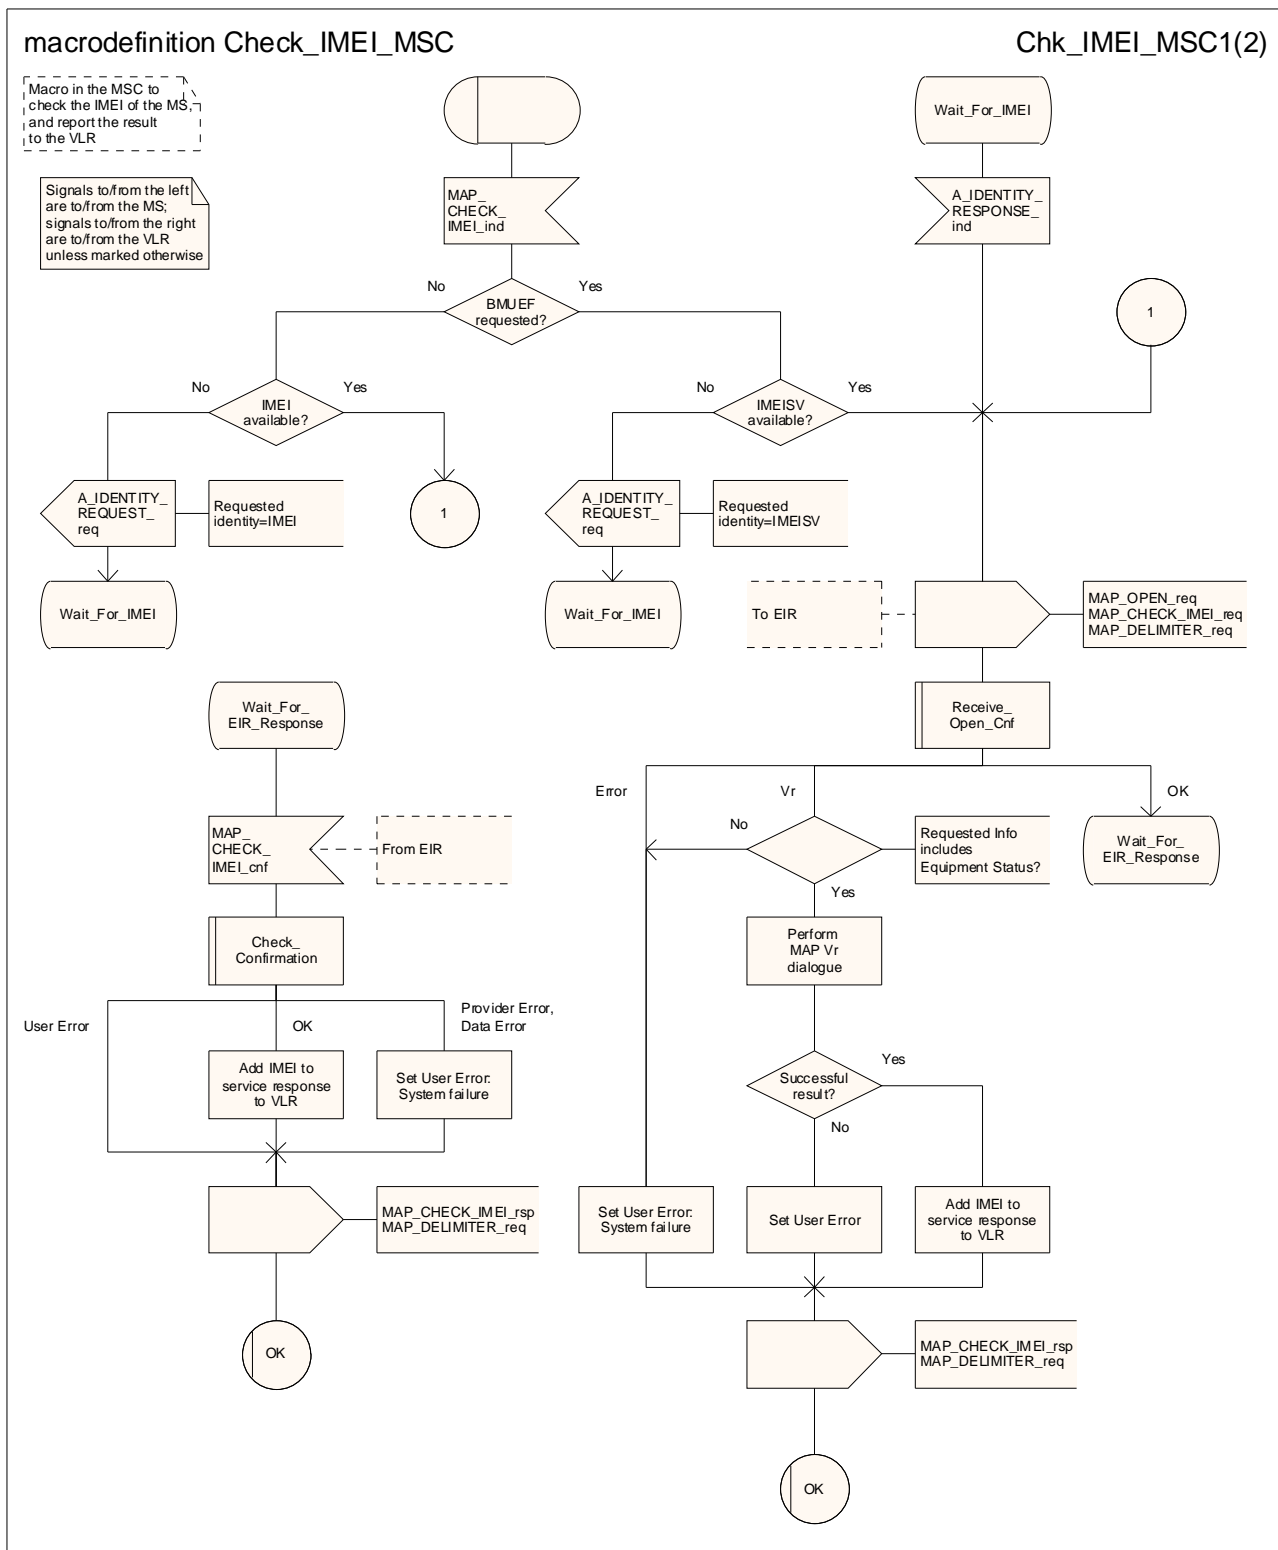 macrodefinition Check_IMEI_MSC
Chk_IMEI_MSC1(2)
Macro in the MSC to
check the IMEI of the MS,
and report the result
to the VLR
Signals to/from the left
are to/from the MS;
signals to/from the right
are to/from the VLR
unless marked otherwise
MAP_
CHECK_
IMEI_ind
Wait_For_IMEI
A_IDENTITY_
RESPONSE_
ind
No
Yes
BMUEF
requested?
1
No
Yes
IMEI
available?
No
Yes
IMEISV
available?
A_IDENTITY_
REQUEST_
req
Requested
identity=IMEI
1
A_IDENTITY_
REQUEST_
req
Requested
identity=IMEISV
Wait_For_IMEI
Wait_For_IMEI
To EIR
MAP_OPEN_req
MAP_CHECK_IMEI_req
MAP_DELIMITER_req
Wait_For_
EIR_Response
Receive_
Open_Cnf
Error
Vr
OK
MAP_
CHECK_
IMEI_cnf
From EIR
No
Yes
Requested Info
includes
Equipment Status?
Wait_For_
EIR_Response
Check_
Confirmation
Perform
MAP Vr
dialogue
User Error
OK
Provider Error,
Data Error
Add IMEI to
service response
to VLR
Set User Error:
System failure
Successful
result?
Yes
No
MAP_CHECK_IMEI_rsp
MAP_DELIMITER_req
Set User Error:
System failure
Set User Error
Add IMEI to
service response
to VLR
OK
MAP_CHECK_IMEI_rsp
MAP_DELIMITER_req
OK